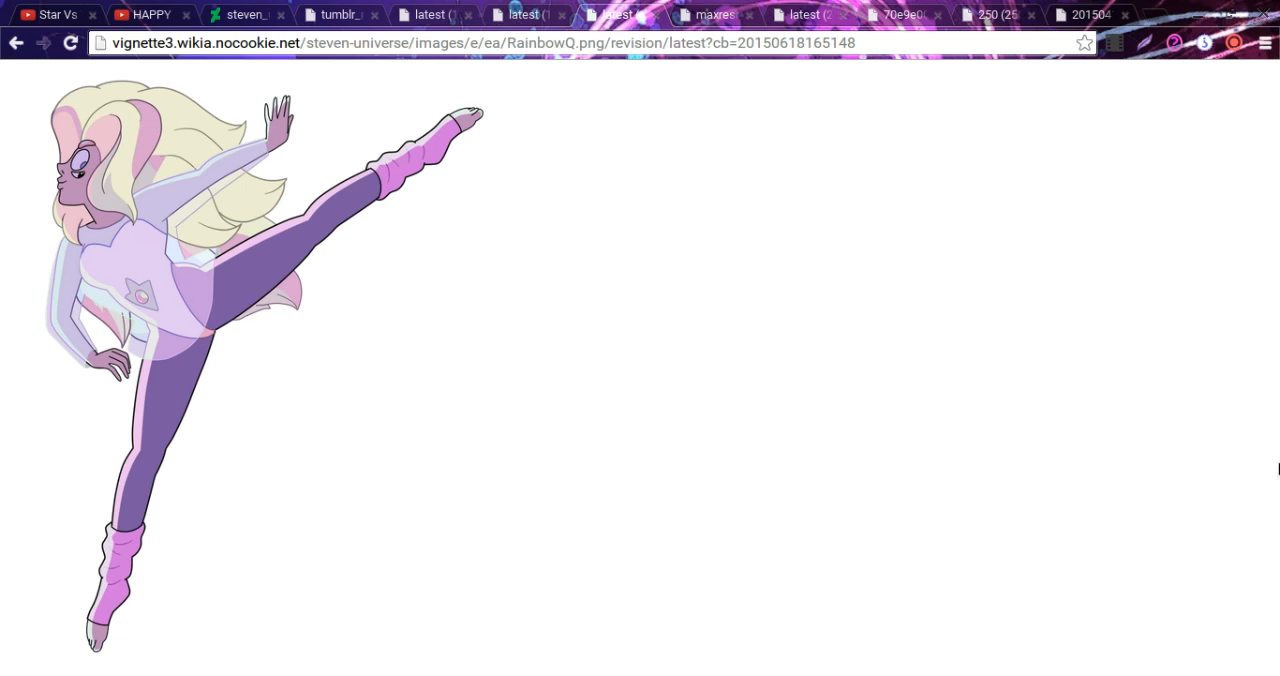 Star Vs
HAPPY
steven_
tumblr_
latest (
latest (
latest (
maxres
latest (2
70e9e0
250 (25
201504
vignette3.wikia.nocookie.net/steven-universe/images/e/ea/RainbowQ.png/revision/latest?cb=20150618165148